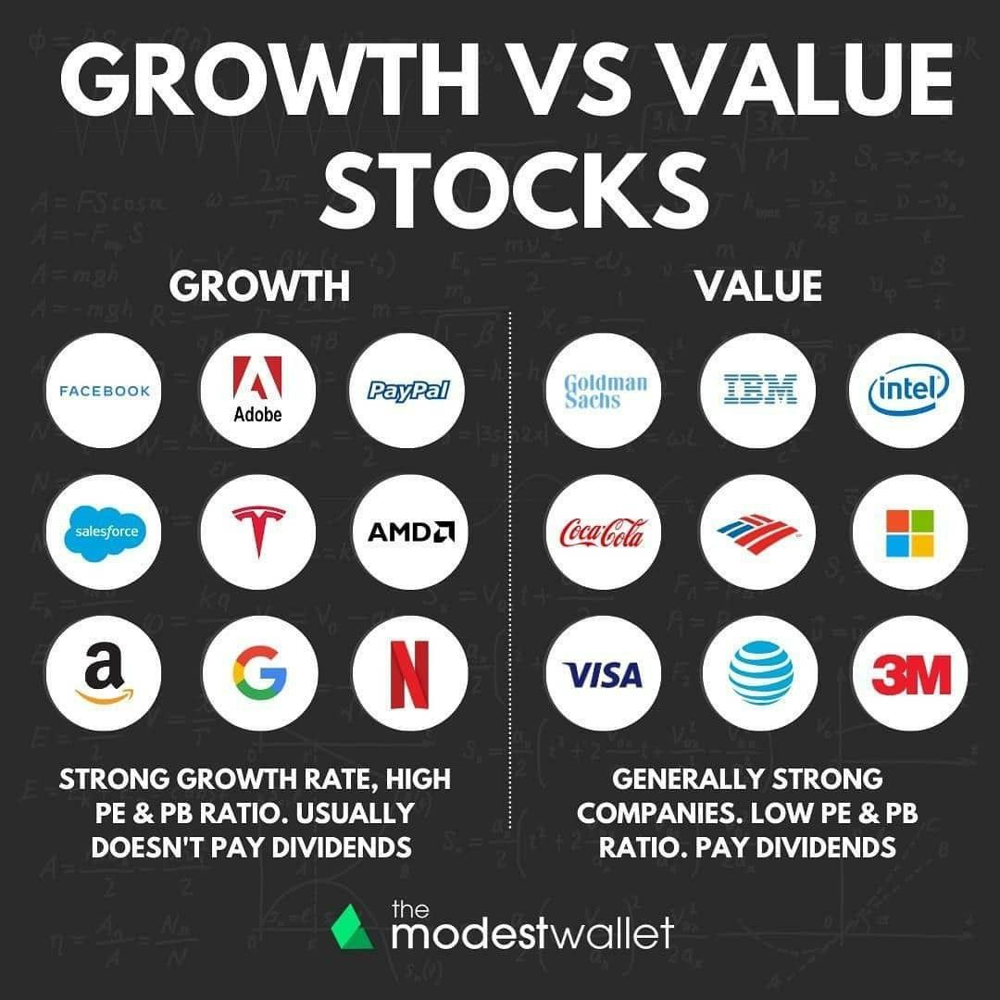 GROWTH VS VALUE
STOCKS
GROWTH
VALUE
FACEBOOK
Adobe
PayPal
Goldman
Sachs
IBM
intel
salesforce
AMD
Coca-Cola
a
G
N
VISA
3M
STRONG GROWTH RATE, HIGH
PE & PB RATIO. USUALLY
DOESN'T PAY DIVIDENDS
GENERALLY STRONG
COMPANIES. LOW PE & PB
RATIO. PAY DIVIDENDS
the
modestwallet